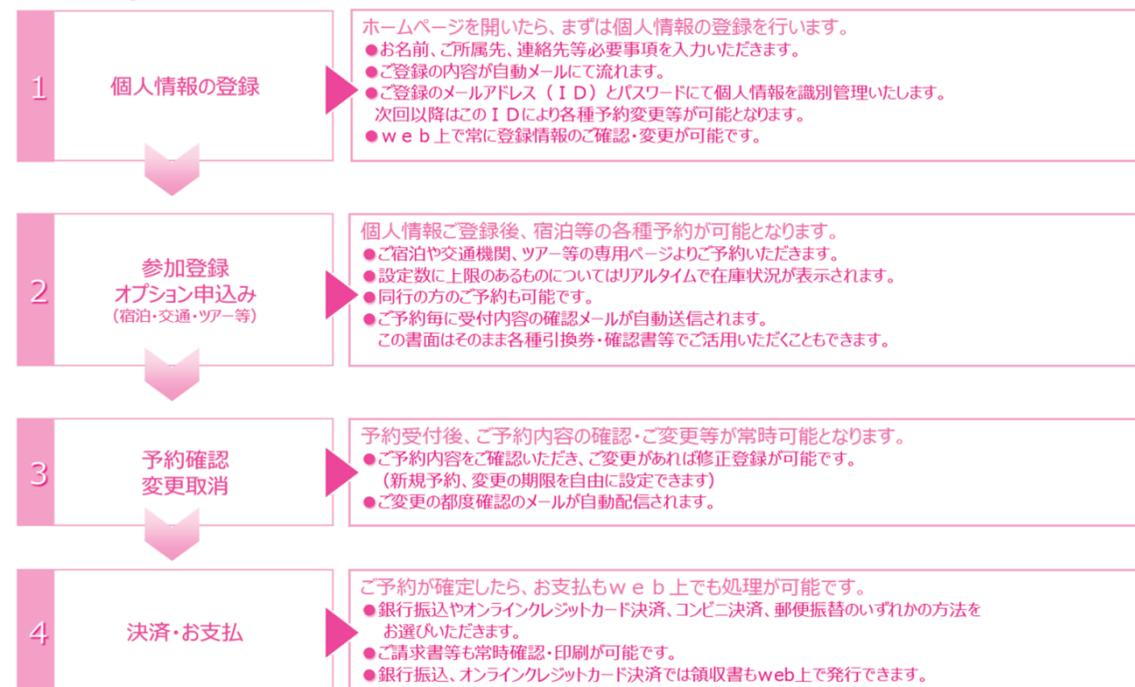 1
個人情報の登録
ホームページを開いたら、まずは個人情報の登録を行います。
●お名前、ご所属先、連絡先等必要事項を入力いただきます。
●ご登録の内容が自動メールにて流れます。
●ご登録のメールアドレス（ＩＤ）とパスワードにて個人情報を識別管理いたします。
次回以降はこのＩＤにより各種予約変更等が可能となります。
●ｗｅｂ上で常に登録情報のご確認・変更が可能です。
2
参加登録
オプション申込み
（宿泊・交通・ツアー等）
個人情報ご登録後、宿泊等の各種予約が可能となります。
●ご宿泊や交通機関、ツアー等の専用ページよりご予約いただきます。
●設定数に上限のあるものについてはリアルタイムで在庫状況が表示されます。
●同行の方のご予約も可能です。
●ご予約毎に受付内容の確認メールが自動送信されます。
この書面はそのまま各種引換券・確認書等でご活用いただくこともできます。
3
予約確認
変更取消
予約受付後、ご予約内容の確認・ご変更等が常時可能となります。
●ご予約内容をご確認いただき、ご変更があれば修正登録が可能です。
（新規予約、変更の期限を自由に設定できます）
●ご変更の都度確認のメールが自動配信されます。
4
決済・お支払
ご予約が確定したら、お支払もｗｅｂ上でも処理が可能です。
●銀行振込やオンラインクレジットカード決済、コンビニ決済、郵便振替のいずれかの方法を
お選びいただきます。
●ご請求書等も常時確認・印刷が可能です。
●銀行振込、オンラインクレジットカード決済では領収書もweb上で発行できます。